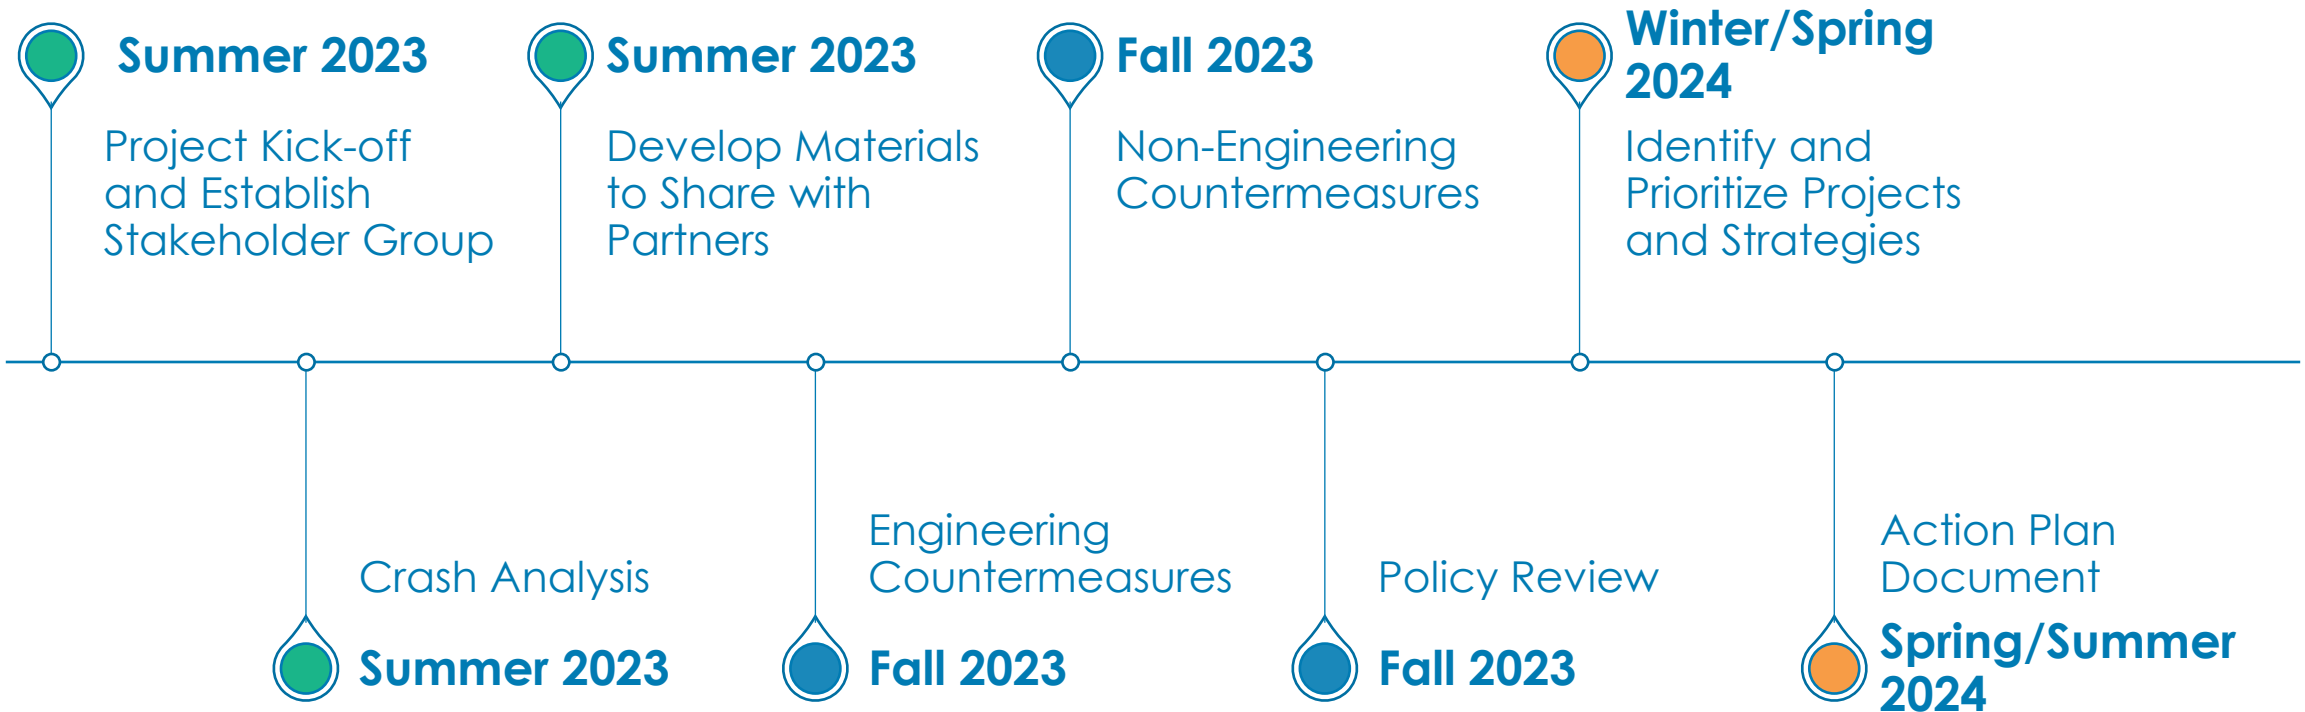 Summer 2023
Project Kick-off
and Establish
Stakeholder Group
Crash Analysis
Summer 2023
Summer 2023
Develop Materials
to Share with
Partners
Engineering
Countermeasures
Fall 2023
Fall 2023
Non-Engineering
Countermeasures
Policy Review
Fall 2023
Winter/Spring
2024
Identify and
Prioritize Projects
and Strategies
Action Plan
Document
Spring/Summer
2024